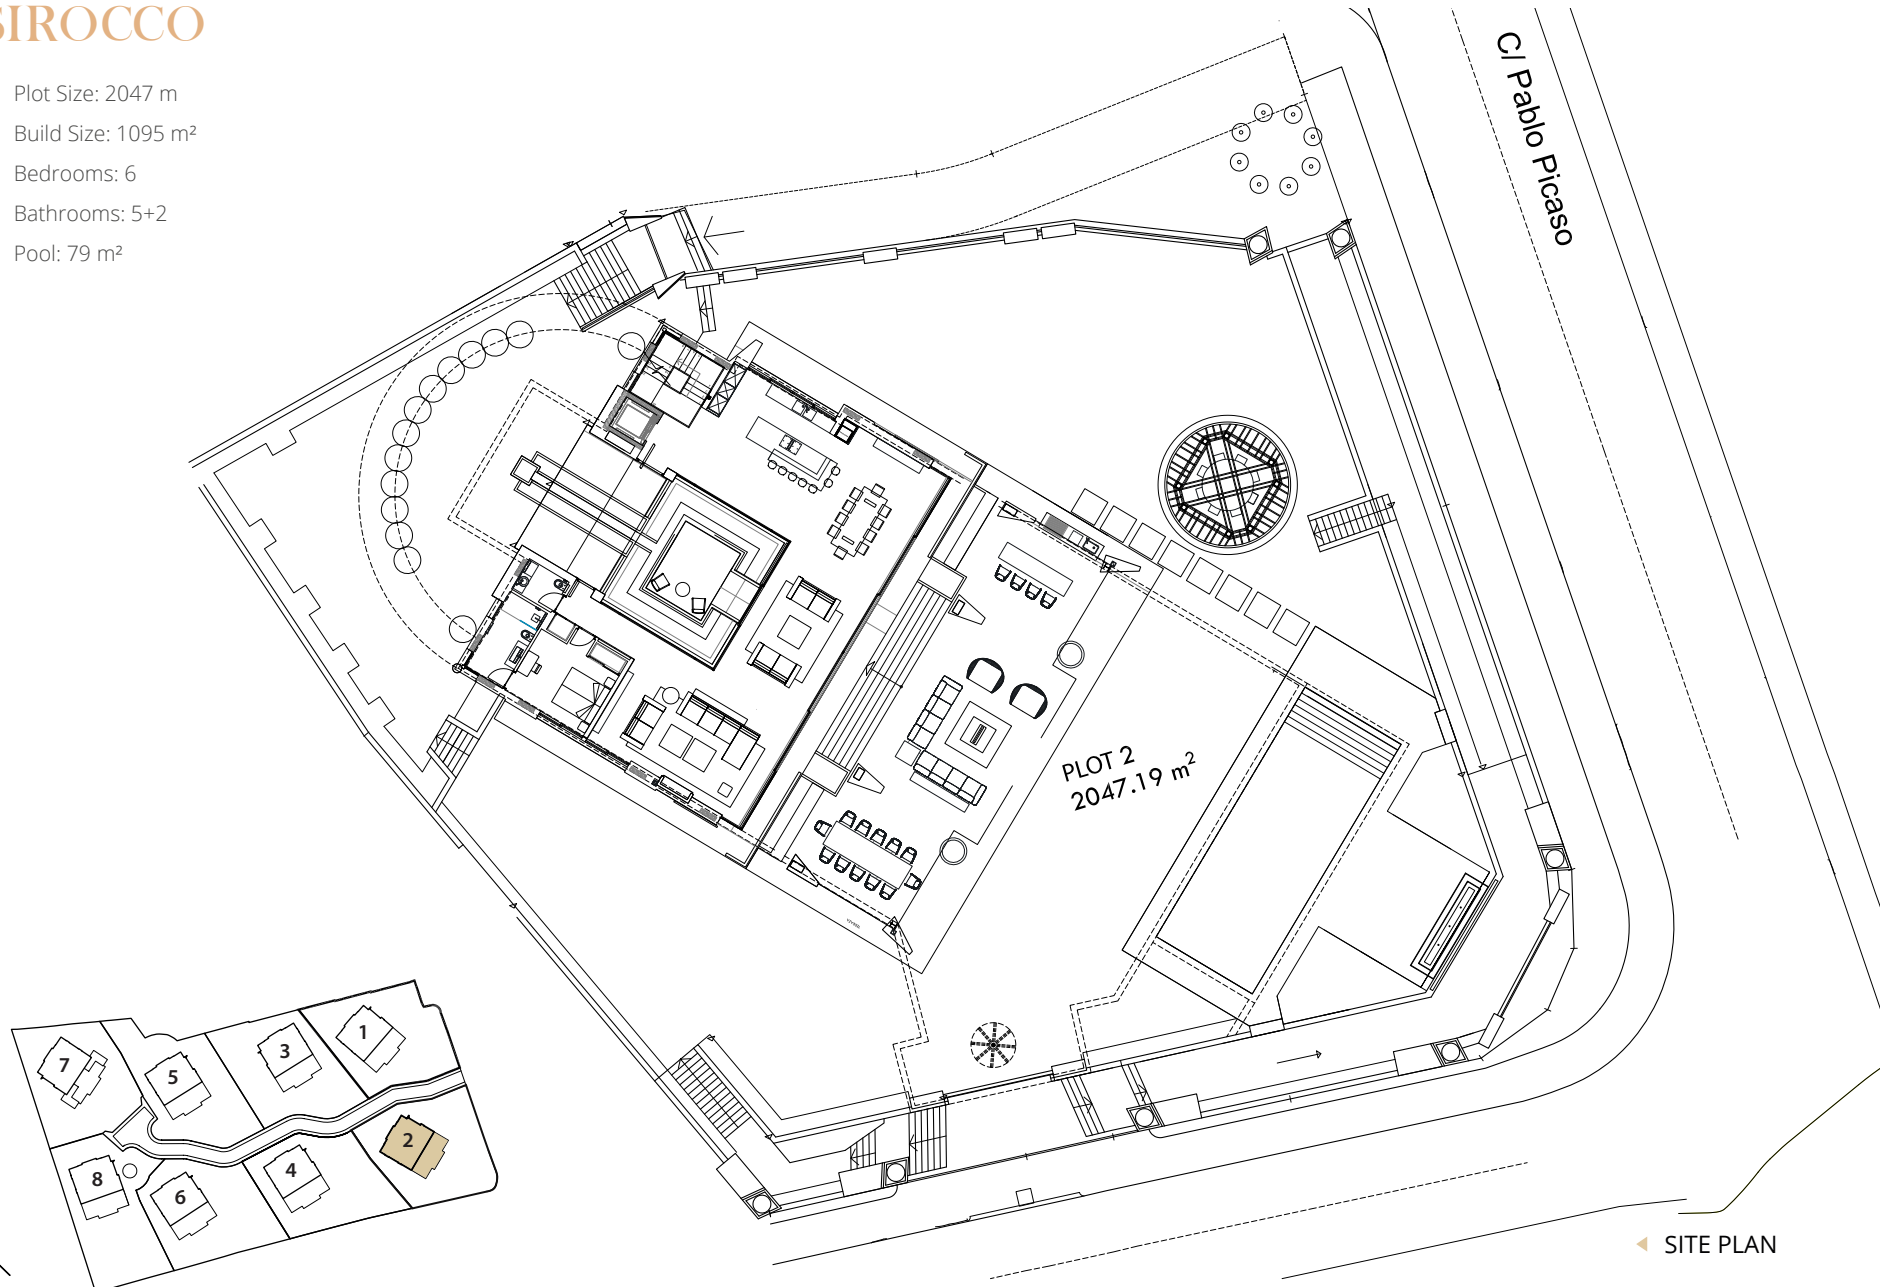 SIROCCO
Plot Size: 2047 m
Build Size: 1095 m²
Bedrooms: 6
Bathrooms: 5+2
Pool: 79 m²
C/ Pablo Picaso
PLOT 2
2047.19 m²
1
3
5
7
2
4
6
8
SITE PLAN